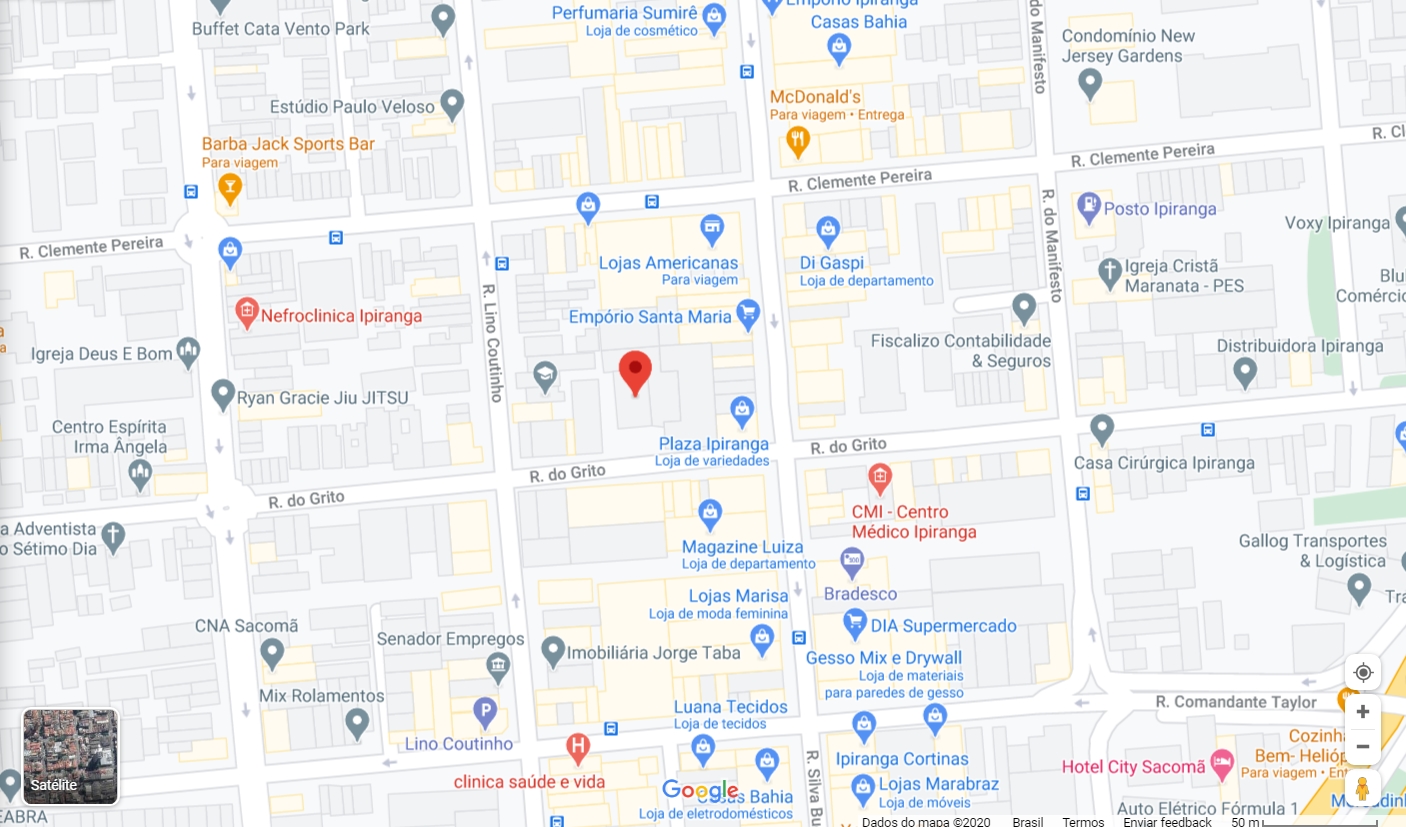 Buffet Cata Vento Park
Perfumaria Sumirê
Loja de cosmético
Empório Ipiranga
Casas Bahia
R. do Manifesto
Condomínio New
Jersey Gardens
Estúdio Paulo Veloso
McDonald's
Para viagem • Entrega
Barba Jack Sports Bar
Para viagem
R. Clemente Pereira
R. Clemente Pereira
R. Clemente Pereira
R. Cl
Posto Ipiranga
Voxy Ipiranga
R. do Manifesto
Lojas Americanas
Para viagem
Di Gaspi
Loja de departamento
Igreja Cristã
Maranata - PES
Blu
Comérci
Nefroclinica Ipiranga
R. Lino Coutinho
Empório Santa Maria
Fiscalizo Contabilidade
& Seguros
Distribuidora Ipiranga
a
a
Igreja Deus E Bom
Ryan Gracie Jiu JITSU
Centro Espírita
Irma Ângela
Plaza Ipiranga
Loja de variedades
R. do Grito
R. do Grito
R. do Grito
Casa Cirúrgica Ipiranga
CMI - Centro
Médico Ipiranga
a Adventista
o Sétimo Dia
Magazine Luiza
Loja de departamento
Gallog Transportes
& Logística
Bradesco
Lojas Marisa
Loja de moda feminina
Tra
CNA Sacomã
Senador Empregos
Imobiliária Jorge Taba
DIA Supermercado
Gesso Mix e Drywall
Loja de materiais
para paredes de gesso
Mix Rolamentos
P
Lino Coutinho
Luana Tecidos
Loja de tecidos
R. Comandante Taylor
H
clinica saúde e vida
R. Silva Bu
Ipiranga Cortinas
Hotel City Sacomã
Cozinha
Bem- Helióp
Para viagem • Ent
Satélite
EABRA
Google
Casas Bahia
Loja de eletrodomésticos
Lojas Marabraz
Loja de móveis
Auto Elétrico Fórmula 1
Dados do mapa ©2020
Brasil
Termos
Enviar feedback
50 m